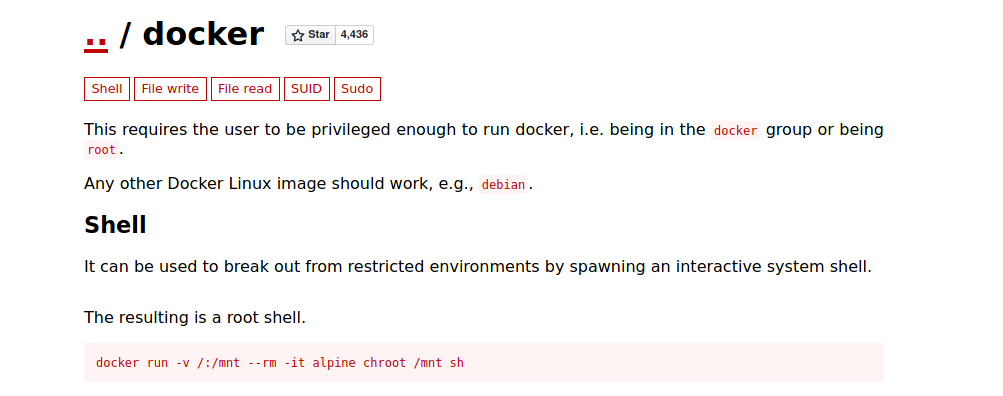 .. / docker Star 4,436
Shell File write File read SUID Sudo
This requires the user to be privileged enough to run docker, i.e. being in the docker group or being
root.
Any other Docker Linux image should work, e.g., debian.
Shell
It can be used to break out from restricted environments by spawning an interactive system shell.
The resulting is a root shell.
docker run -v /:/mnt --rm -it alpine chroot /mnt sh